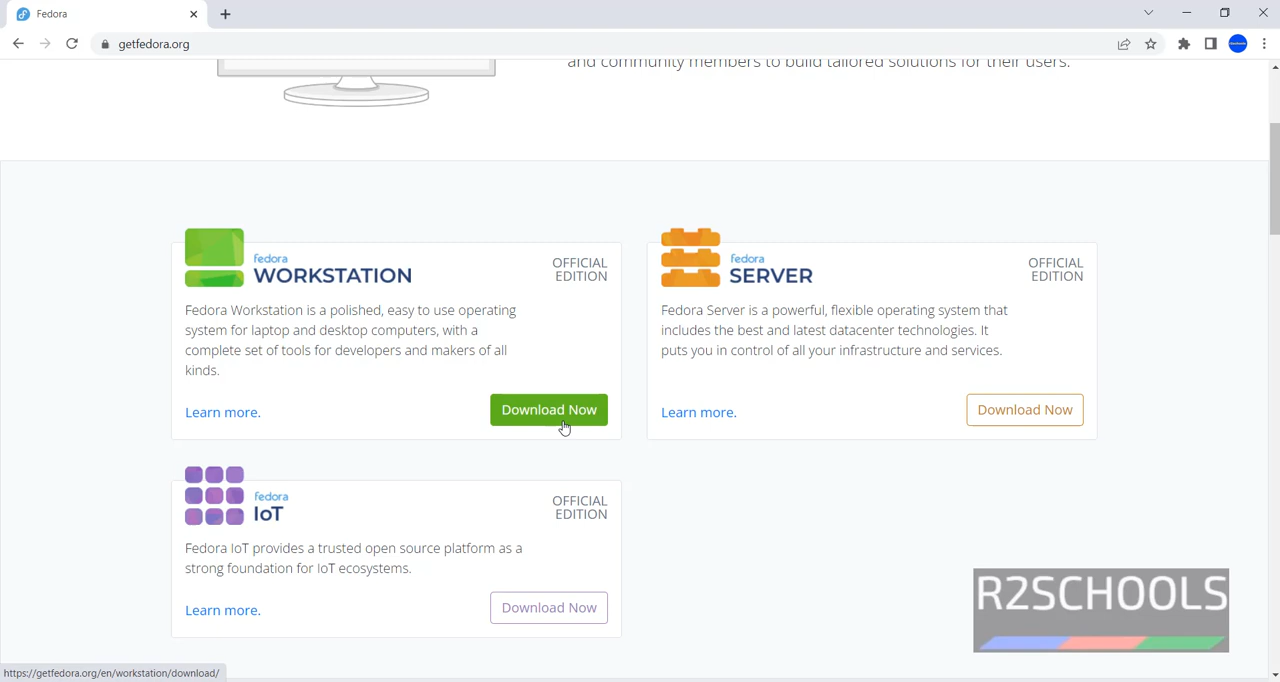 Fedora
getfedora.org
and community members to build tailored solutions for their users.
fedora
WORKSTATION
OFFICIAL
EDITION
Fedora Workstation is a polished, easy to use operating
system for laptop and desktop computers, with a
complete set of tools for developers and makers of all
kinds.
Learn more.
Download Now
fedora
SERVER
OFFICIAL
EDITION
Fedora Server is a powerful, flexible operating system that
includes the best and latest datacenter technologies. It
puts you in control of all your infrastructure and services.
Learn more.
Download Now
fedora
IoT
OFFICIAL
EDITION
Fedora IoT provides a trusted open source platform as a
strong foundation for IoT ecosystems.
Learn more.
Download Now
R2SCHOOLS
https://getfedora.org/en/workstation/download/